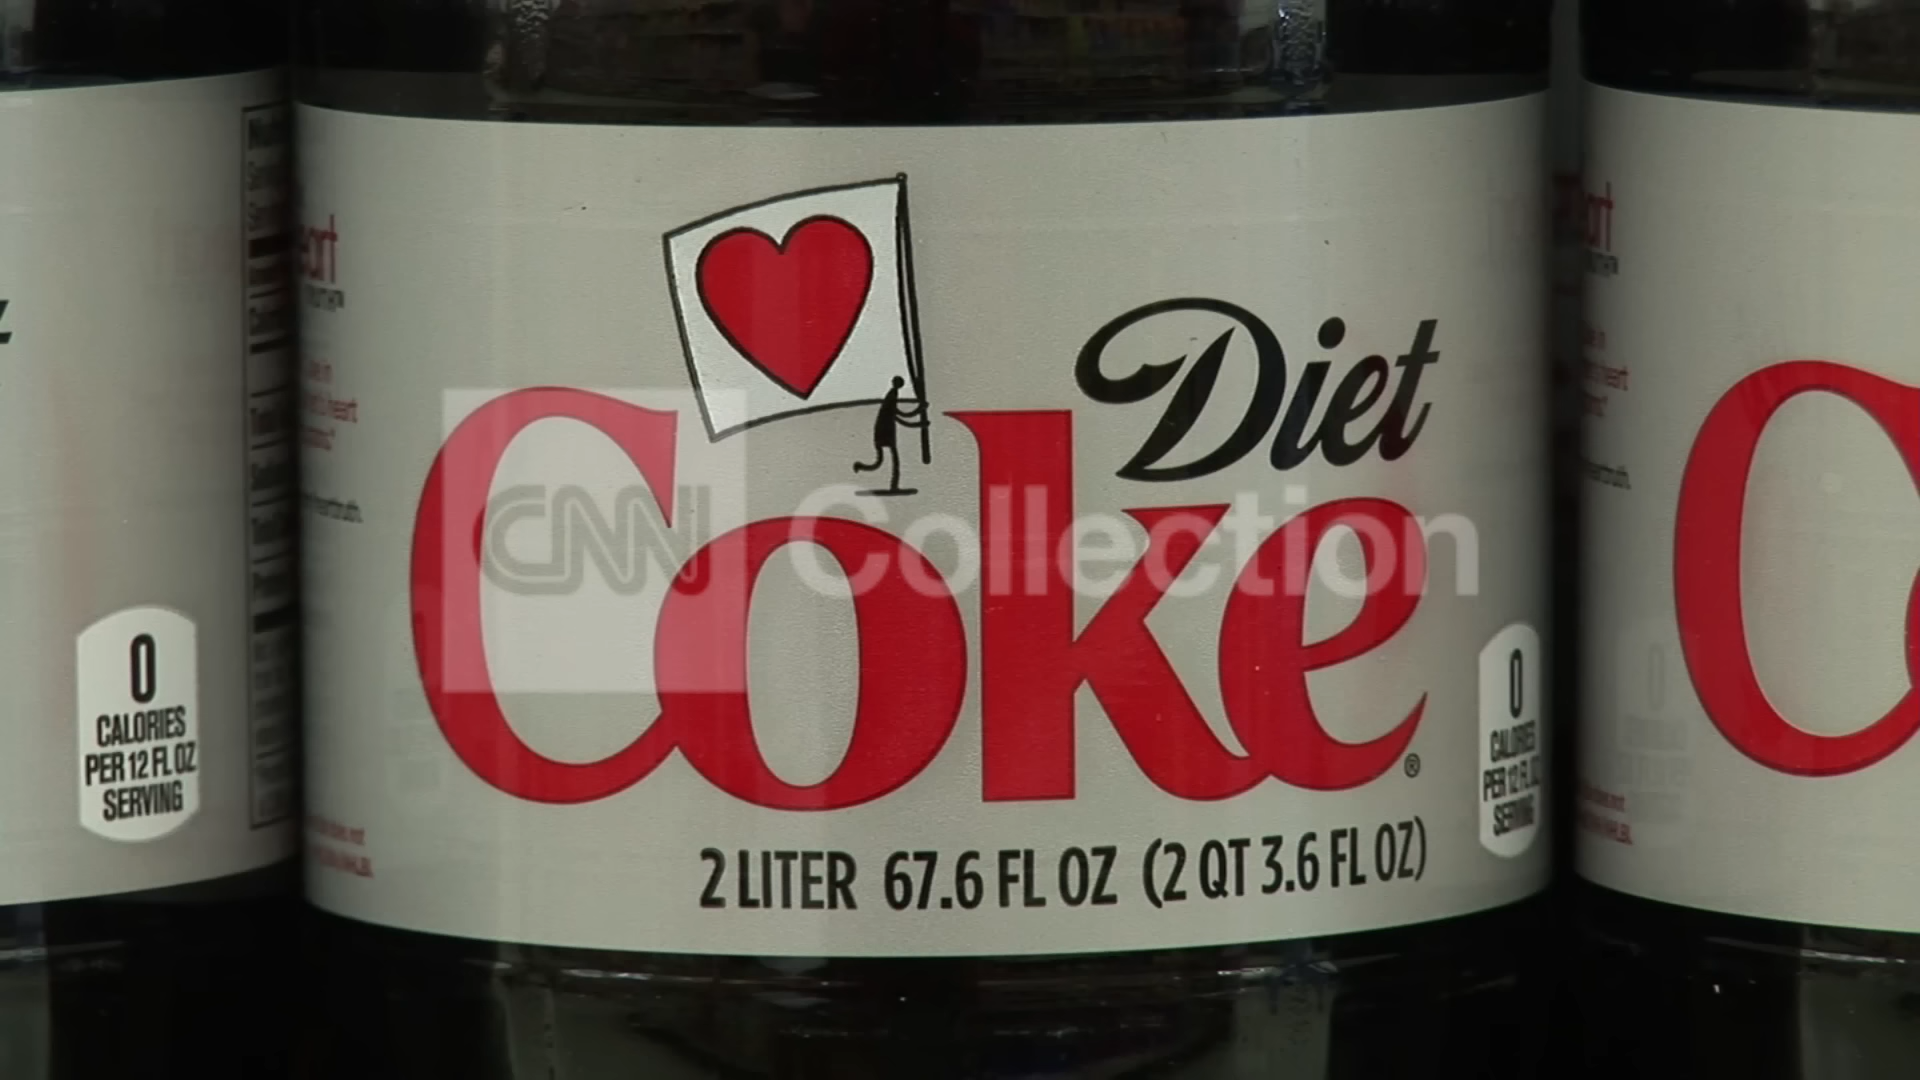 Diet
Coke®
CNN Collection
2 LITER 67.6 FL OZ (2 QT 3.6 FL OZ)
0
CALORIES
PER 12 FL OZ
SERVING
0
CALORIES
PER 12 FL OZ
SERVING